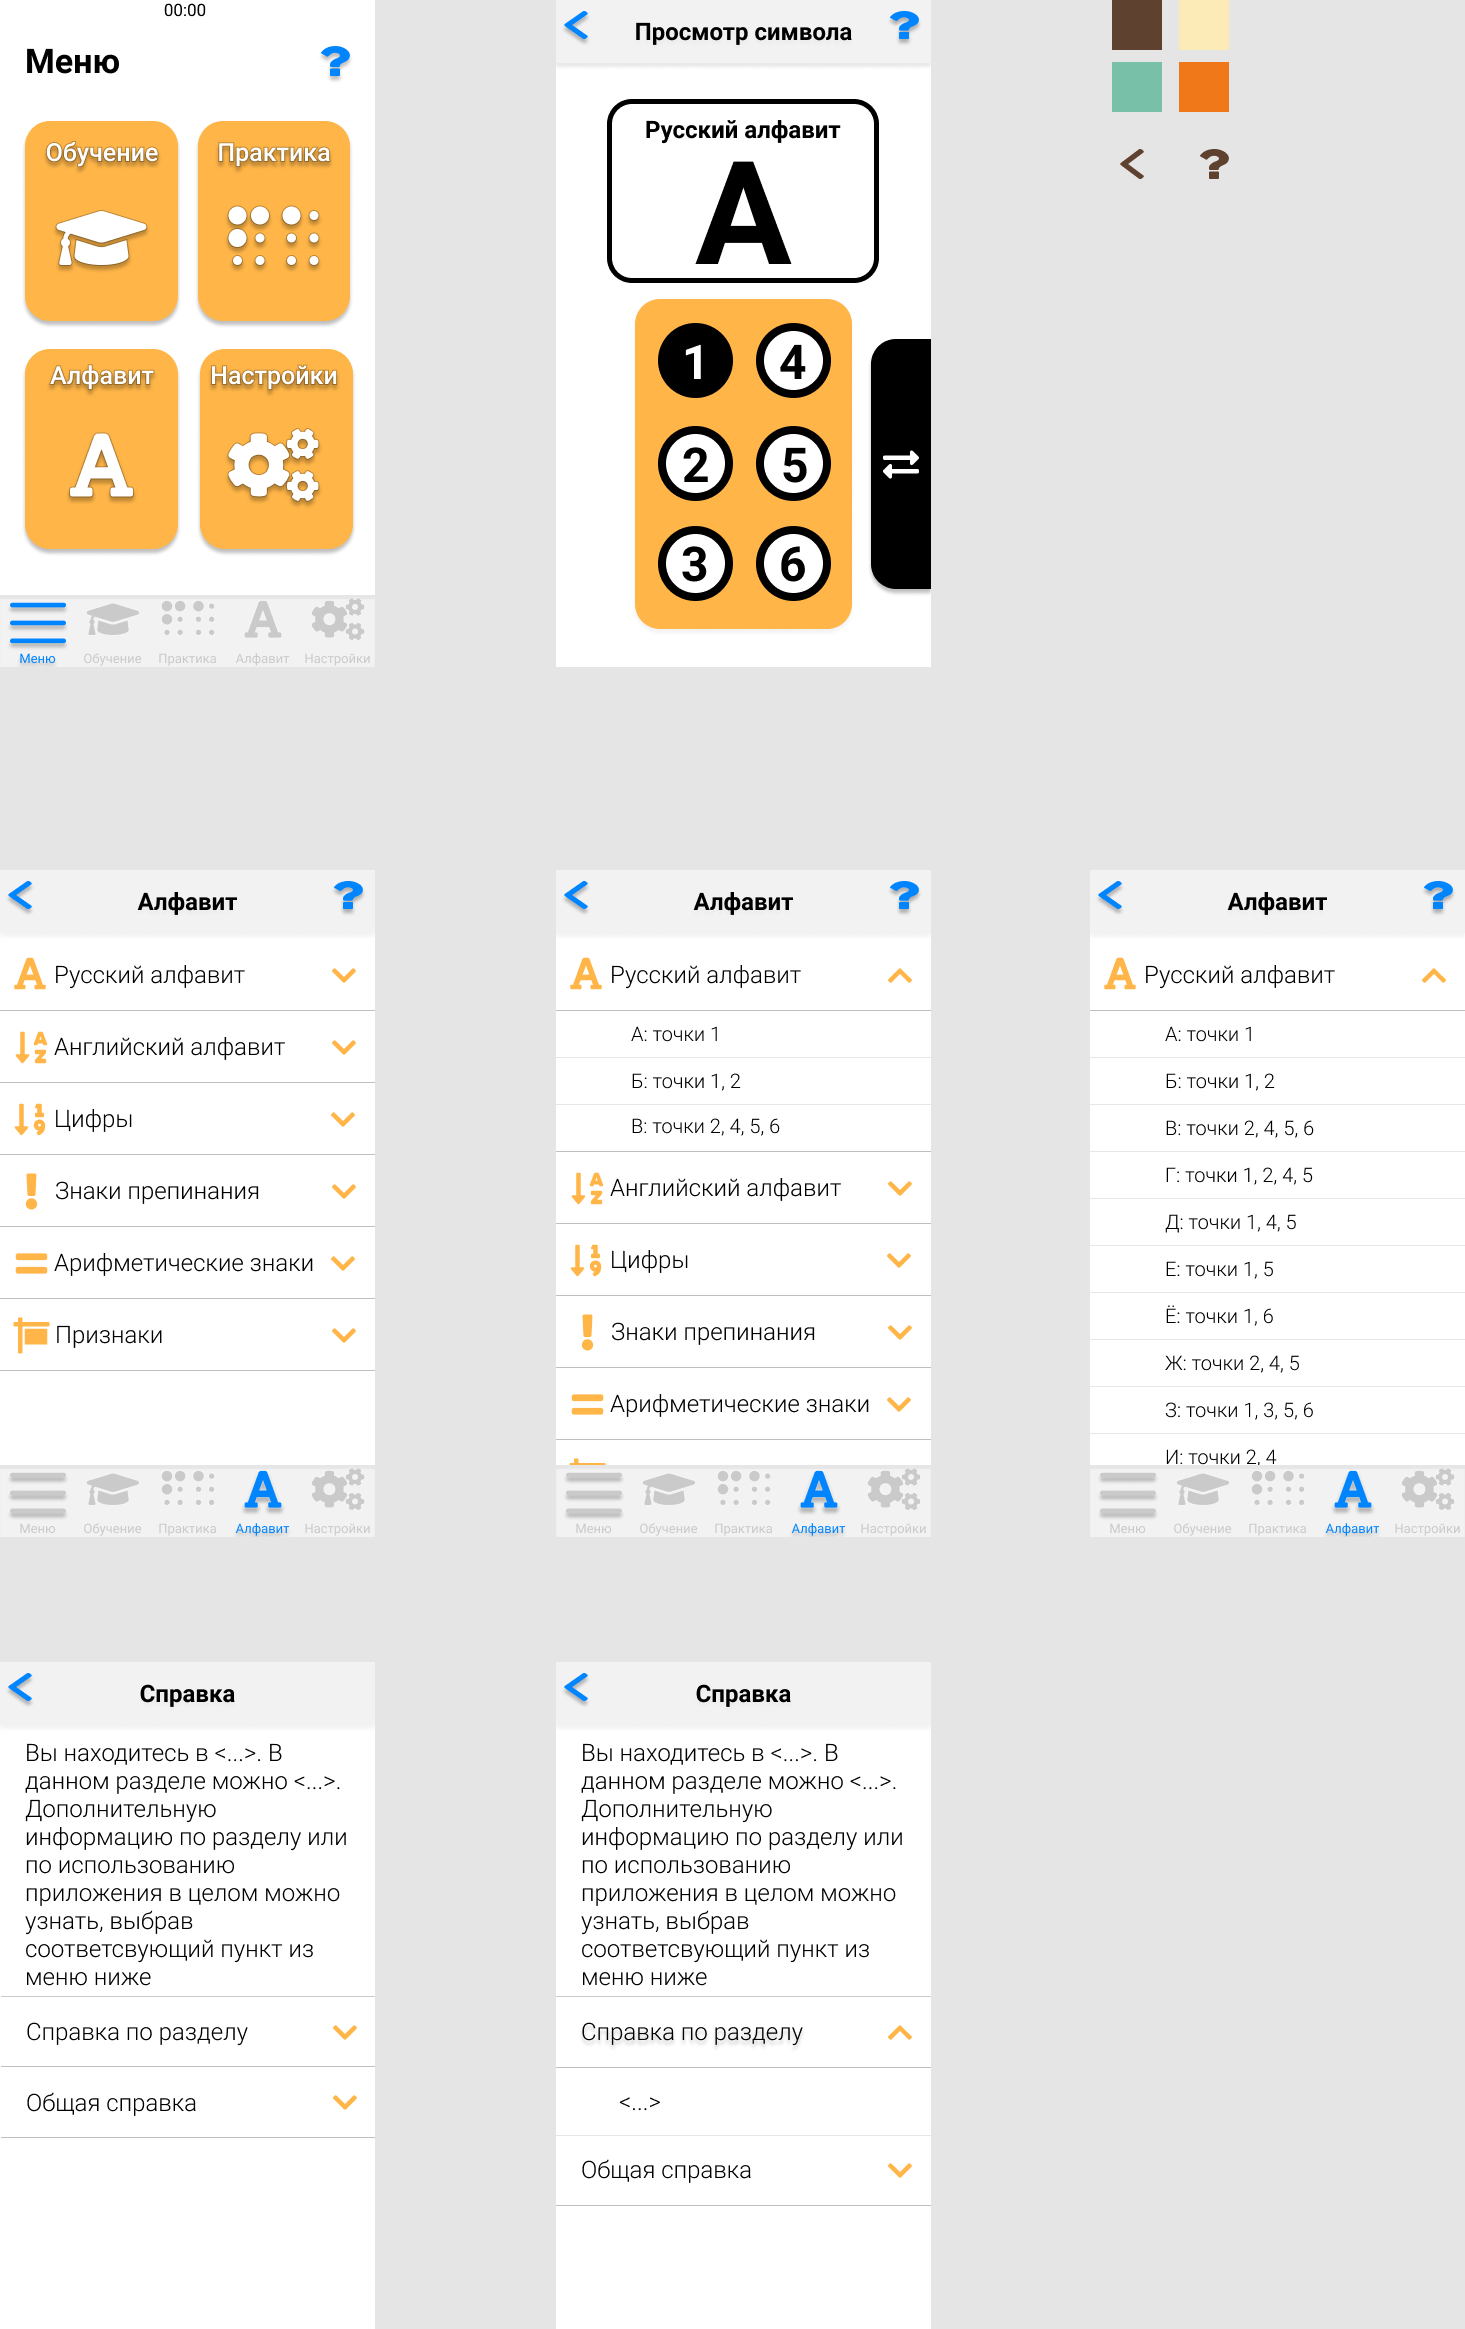 00:00
Меню
?
Обучение
Практика
Алфавит
A
Настройки
Меню
Обучение
Практика
A
Алфавит
Настройки
Просмотр символа
?
Русский алфавит
А
1
4
2
5
3
6
?
Алфавит
?
A Русский алфавит
A
Z
Английский алфавит
1
9
Цифры
! Знаки препинания
= Арифметические знаки
Признаки
Меню
Обучение
Практика
A
Алфавит
Настройки
Алфавит
?
A Русский алфавит
А: точки 1
Б: точки 1, 2
В: точки 2, 4, 5, 6
A
Z
Английский алфавит
1
9
Цифры
! Знаки препинания
= Арифметические знаки
Меню
Обучение
Практика
A
Алфавит
Настройки
Алфавит
?
A Русский алфавит
А: точки 1
Б: точки 1, 2
В: точки 2, 4, 5, 6
Г: точки 1, 2, 4, 5
Д: точки 1, 4, 5
Е: точки 1, 5
Ё: точки 1, 6
Ж: точки 2, 4, 5
З: точки 1, 3, 5, 6
И: точки 2, 4
Меню
Обучение
Практика
A
Алфавит
Настройки
Справка
Вы находитесь в <...>. В
данном разделе можно <...>.
Дополнительную
информацию по разделу или
по использованию
приложения в целом можно
узнать, выбрав
соответсвующий пункт из
меню ниже
Справка по разделу
Общая справка
Справка
Вы находитесь в <...>. В
данном разделе можно <...>.
Дополнительную
информацию по разделу или
по использованию
приложения в целом можно
узнать, выбрав
соответсвующий пункт из
меню ниже
Справка по разделу
<...>
Общая справка